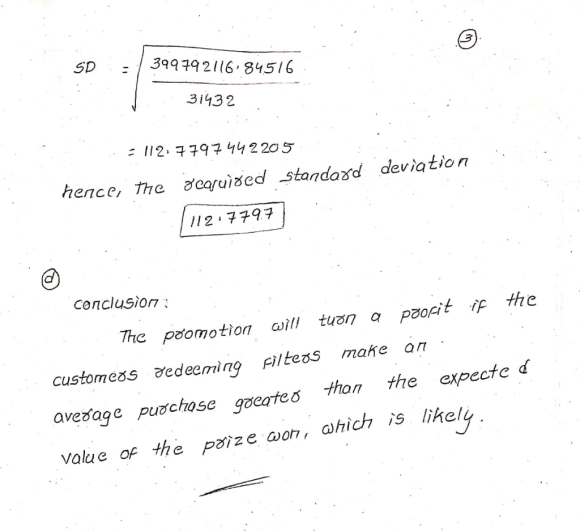 ③
SD = √399792116.84516
31432
= 112.7797442205
hence, The required standard deviation
112.7797
ⓓ
conclusion :
The promotion will turn a profit if the
customers redeeming filters make an
average purchase greater than the expected
value of the prize won, which is likely.